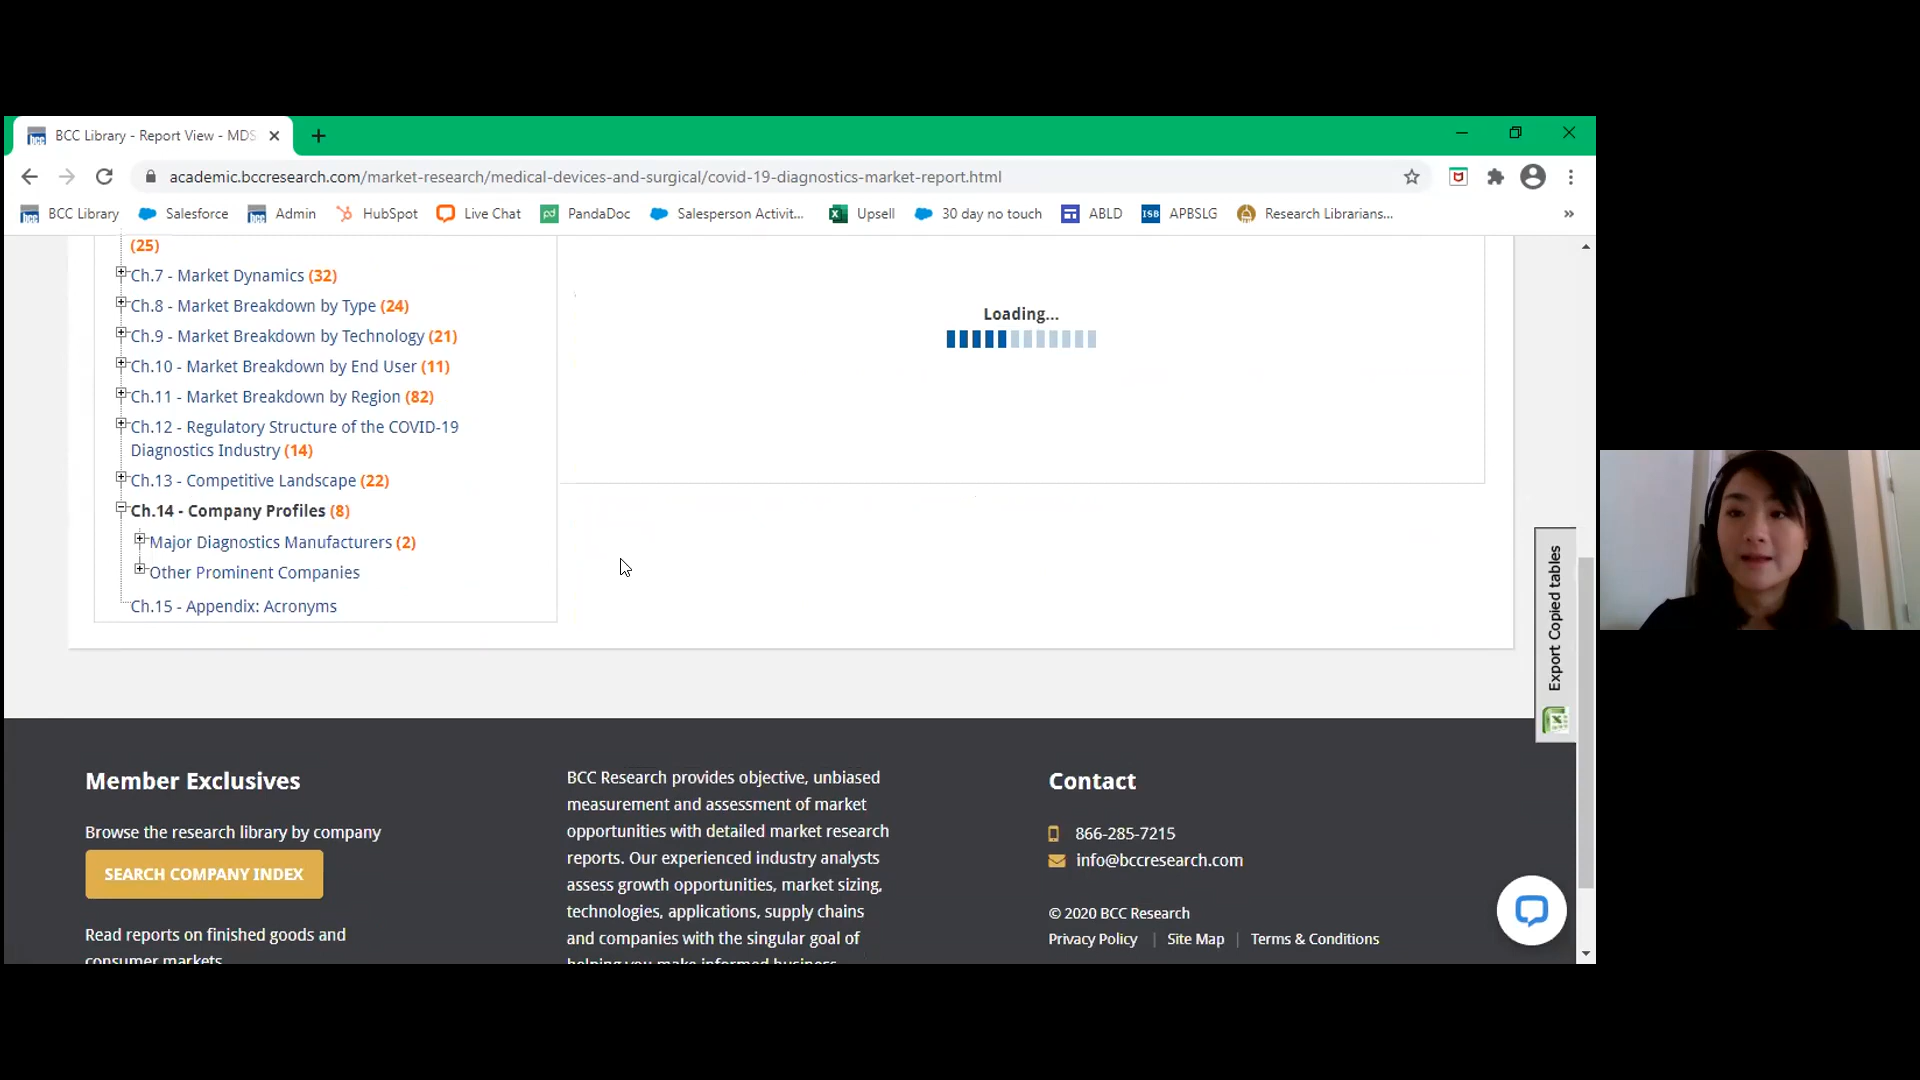 BCC Library - Report View - MDS
academic.bccresearch.com/market-research/medical-devices-and-surgical/covid-19-diagnostics-market-report.html
BCC Library Salesforce Admin HubSpot Live Chat PandaDoc Salesperson Activit... Upsell 30 day no touch ABLD APBSLG Research Librarians... »
(25)
Ch.7 - Market Dynamics (32)
Ch.8 - Market Breakdown by Type (24)
Ch.9 - Market Breakdown by Technology (21)
Ch.10 - Market Breakdown by End User (11)
Ch.11 - Market Breakdown by Region (82)
Ch.12 - Regulatory Structure of the COVID-19
Diagnostics Industry (14)
Ch.13 - Competitive Landscape (22)
Ch.14 - Company Profiles (8)
Major Diagnostics Manufacturers (2)
Other Prominent Companies
Ch.15 - Appendix: Acronyms
Loading...
Export Copied tables
Member Exclusives
Browse the research library by company
SEARCH COMPANY INDEX
Read reports on finished goods and
consumer markets
BCC Research provides objective, unbiased
measurement and assessment of market
opportunities with detailed market research
reports. Our experienced industry analysts
assess growth opportunities, market sizing,
technologies, applications, supply chains
and companies with the singular goal of
helping you make informed business
Contact
866-285-7215
info@bccresearch.com
© 2020 BCC Research
Privacy Policy | Site Map | Terms & Conditions